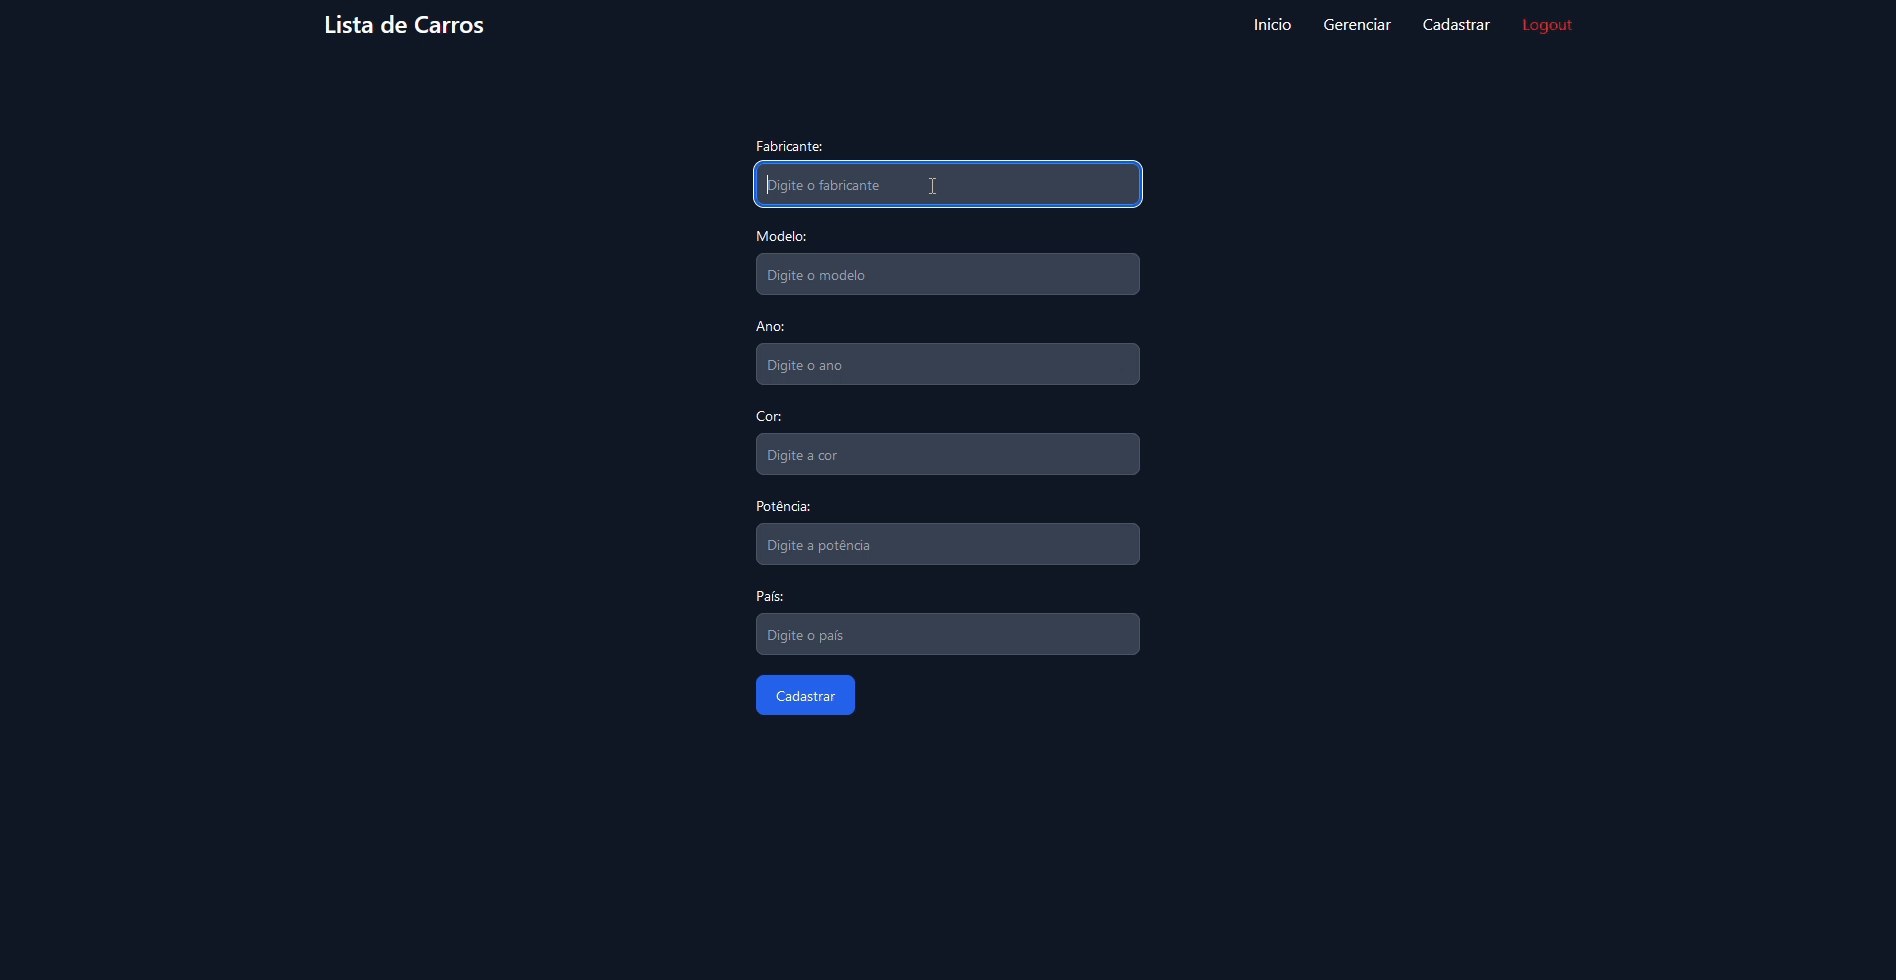 Lista de Carros
Inicio Gerenciar Cadastrar Logout
Fabricante:
Digite o fabricante
Modelo:
Digite o modelo
Ano:
Digite o ano
Cor:
Digite a cor
Potência:
Digite a potência
País:
Digite o país
Cadastrar